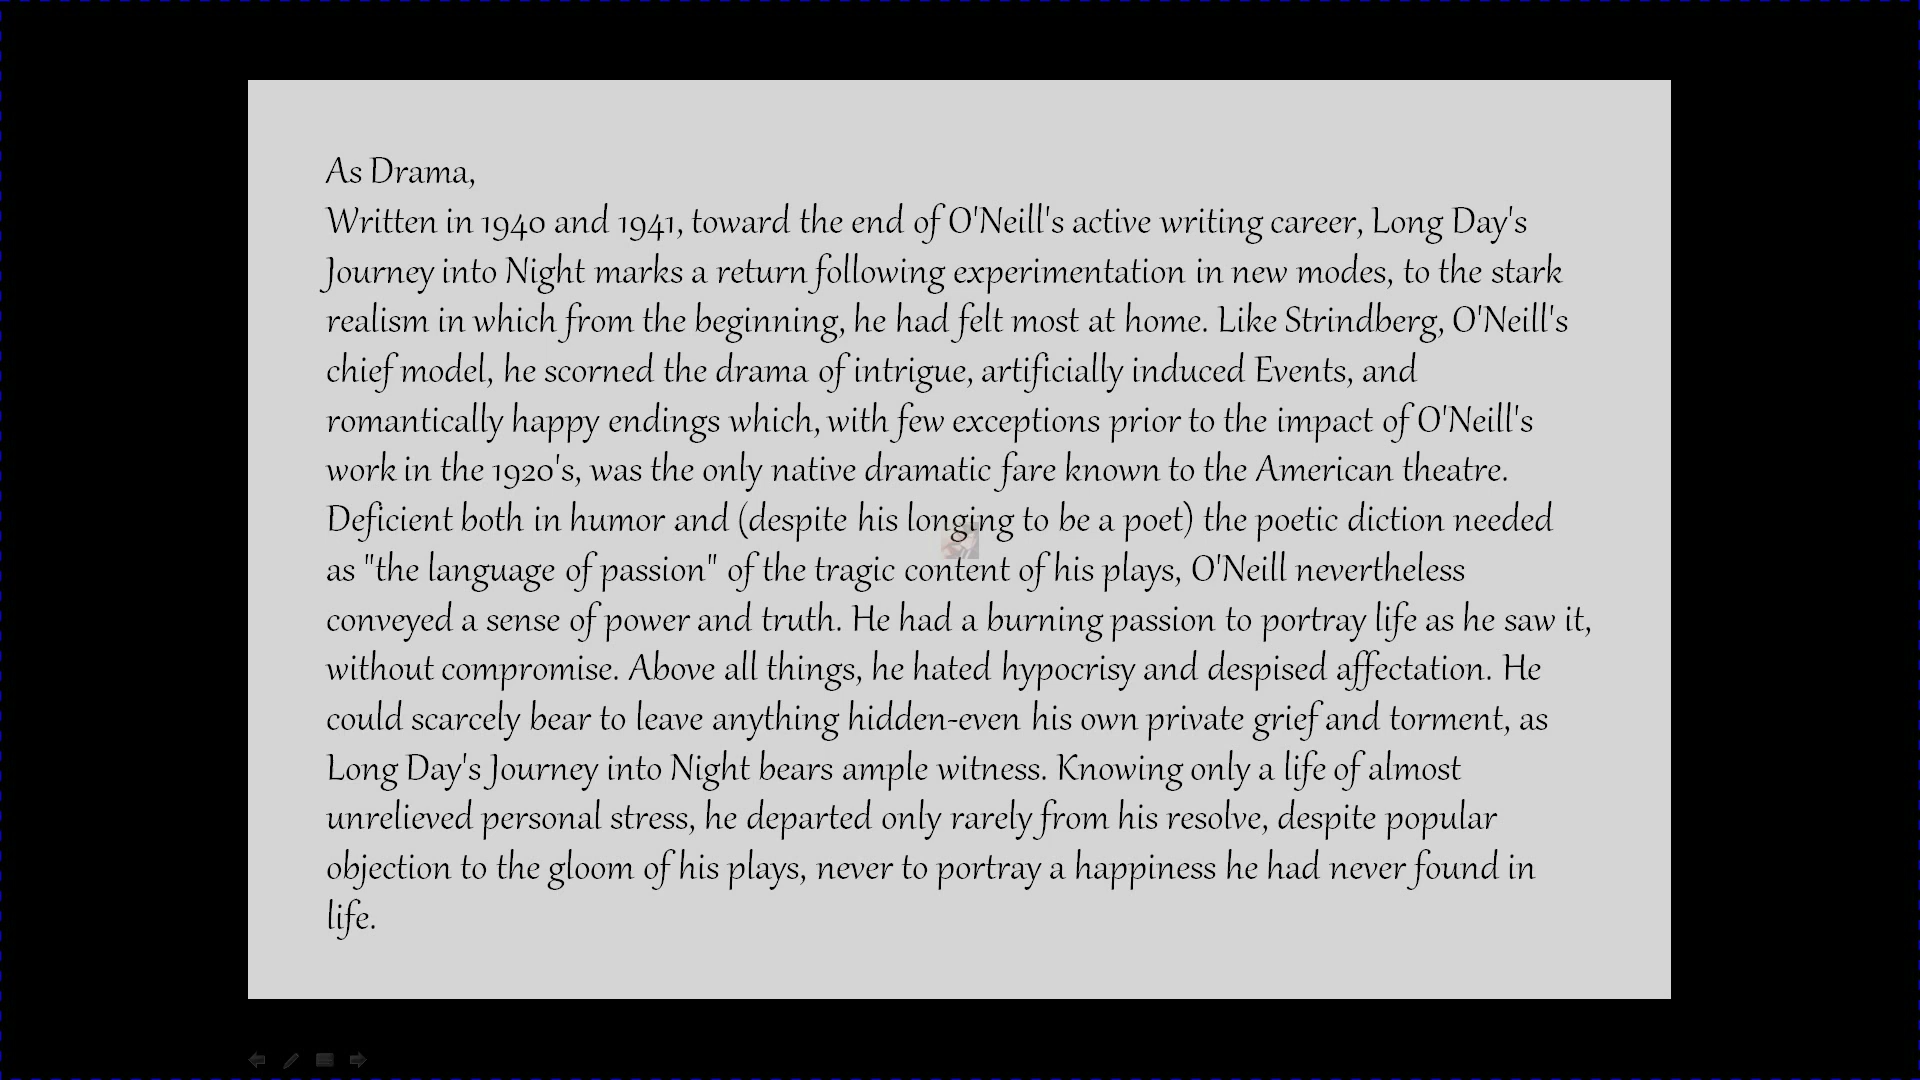 As Drama,
Written in 1940 and 1941, toward the end of O'Neill's active writing career, Long Day's
Journey into Night marks a return following experimentation in new modes, to the stark
realism in which from the beginning, he had felt most at home. Like Strindberg, O'Neill's
chief model, he scorned the drama of intrigue, artificially induced Events, and
romantically happy endings which, with few exceptions prior to the impact of O'Neill's
work in the 1920's, was the only native dramatic fare known to the American theatre.
Deficient both in humor and (despite his longing to be a poet) the poetic diction needed
as "the language of passion" of the tragic content of his plays, O'Neill nevertheless
conveyed a sense of power and truth. He had a burning passion to portray life as he saw it,
without compromise. Above all things, he hated hypocrisy and despised affectation. He
could scarcely bear to leave anything hidden-even his own private grief and torment, as
Long Day's Journey into Night bears ample witness. Knowing only a life of almost
unrelieved personal stress, he departed only rarely from his resolve, despite popular
objection to the gloom of his plays, never to portray a happiness he had never found in
life.